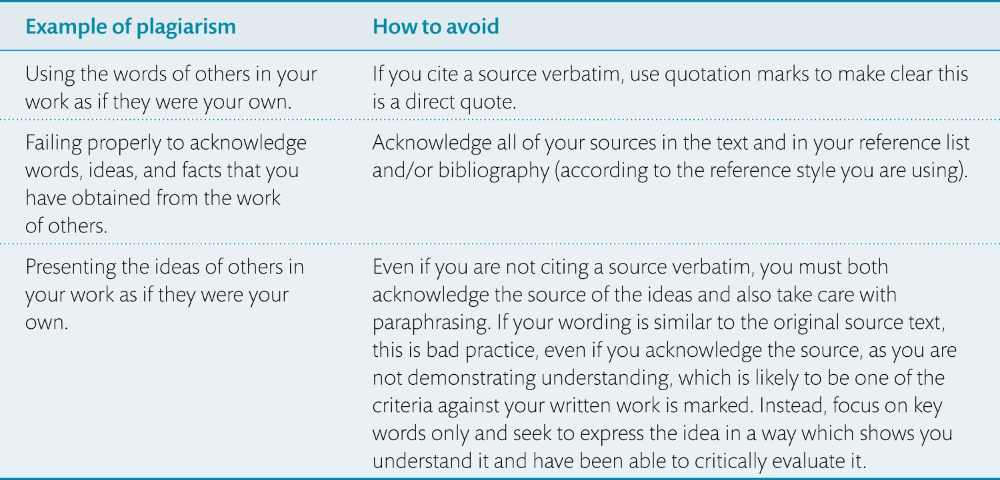 Example of plagiarism
How to avoid
Using the words of others in your
work as if they were your own.
If you cite a source verbatim, use quotation marks to make clear this
is a direct quote.
Failing properly to acknowledge
words, ideas, and facts that you
have obtained from the work
of others.
Acknowledge all of your sources in the text and in your reference list
and/or bibliography (according to the reference style you are using).
Presenting the ideas of others in
your work as if they were your
own.
Even if you are not citing a source verbatim, you must both
acknowledge the source of the ideas and also take care with
paraphrasing. If your wording is similar to the original source text,
this is bad practice, even if you acknowledge the source, as you are
not demonstrating understanding, which is likely to be one of the
criteria against your written work is marked. Instead, focus on key
words only and seek to express the idea in a way which shows you
understand it and have been able to critically evaluate it.